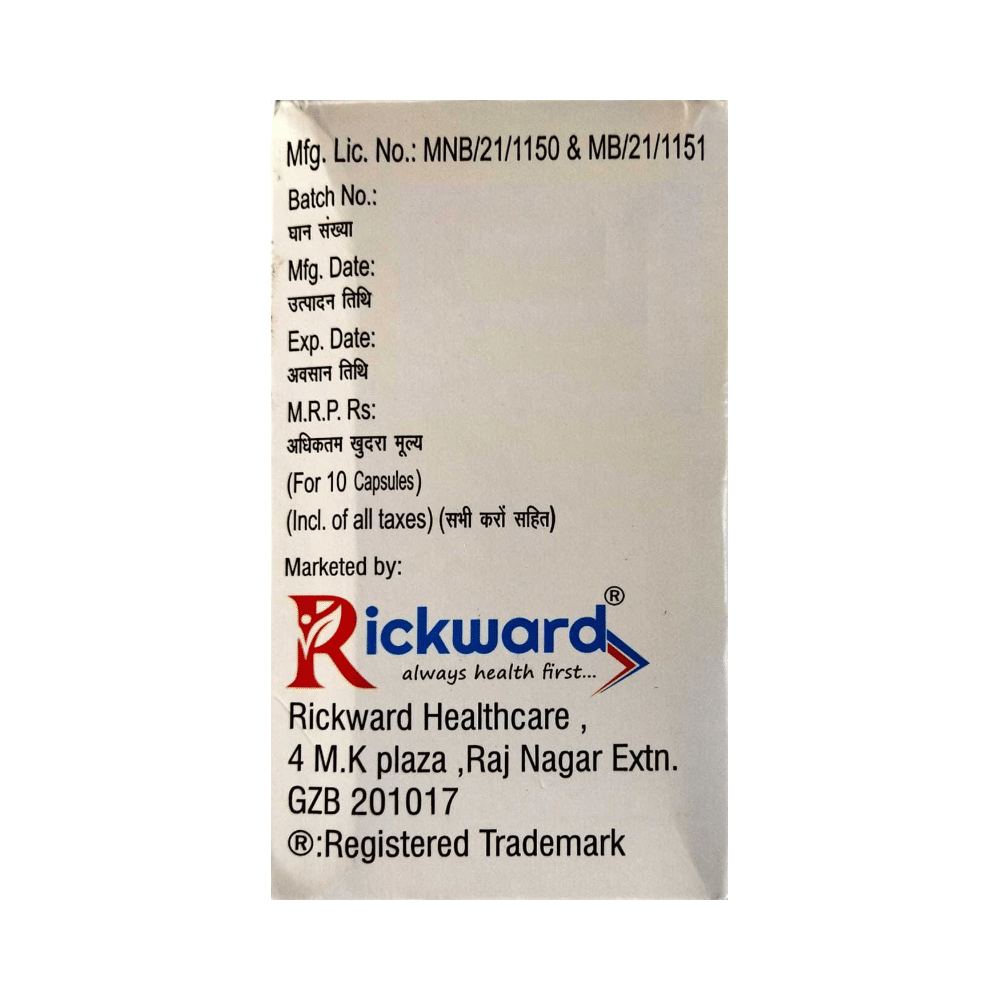 Mfg. Lic. No.: MNB/21/1150 & MB/21/1151
Batch No.:
घान संख्या
Mfg. Date:
उत्पादन तिथि
Exp. Date:
अवसान तिथि
M.R.P. Rs:
अधिकतम खुदरा मूल्य
(For 10 Capsules)
(Incl. of all taxes) (सभी करों सहित)
Marketed by:
Rickward®
always health first...
Rickward Healthcare ,
4 M.K plaza ,Raj Nagar Extn.
GZB 201017
®:Registered Trademark